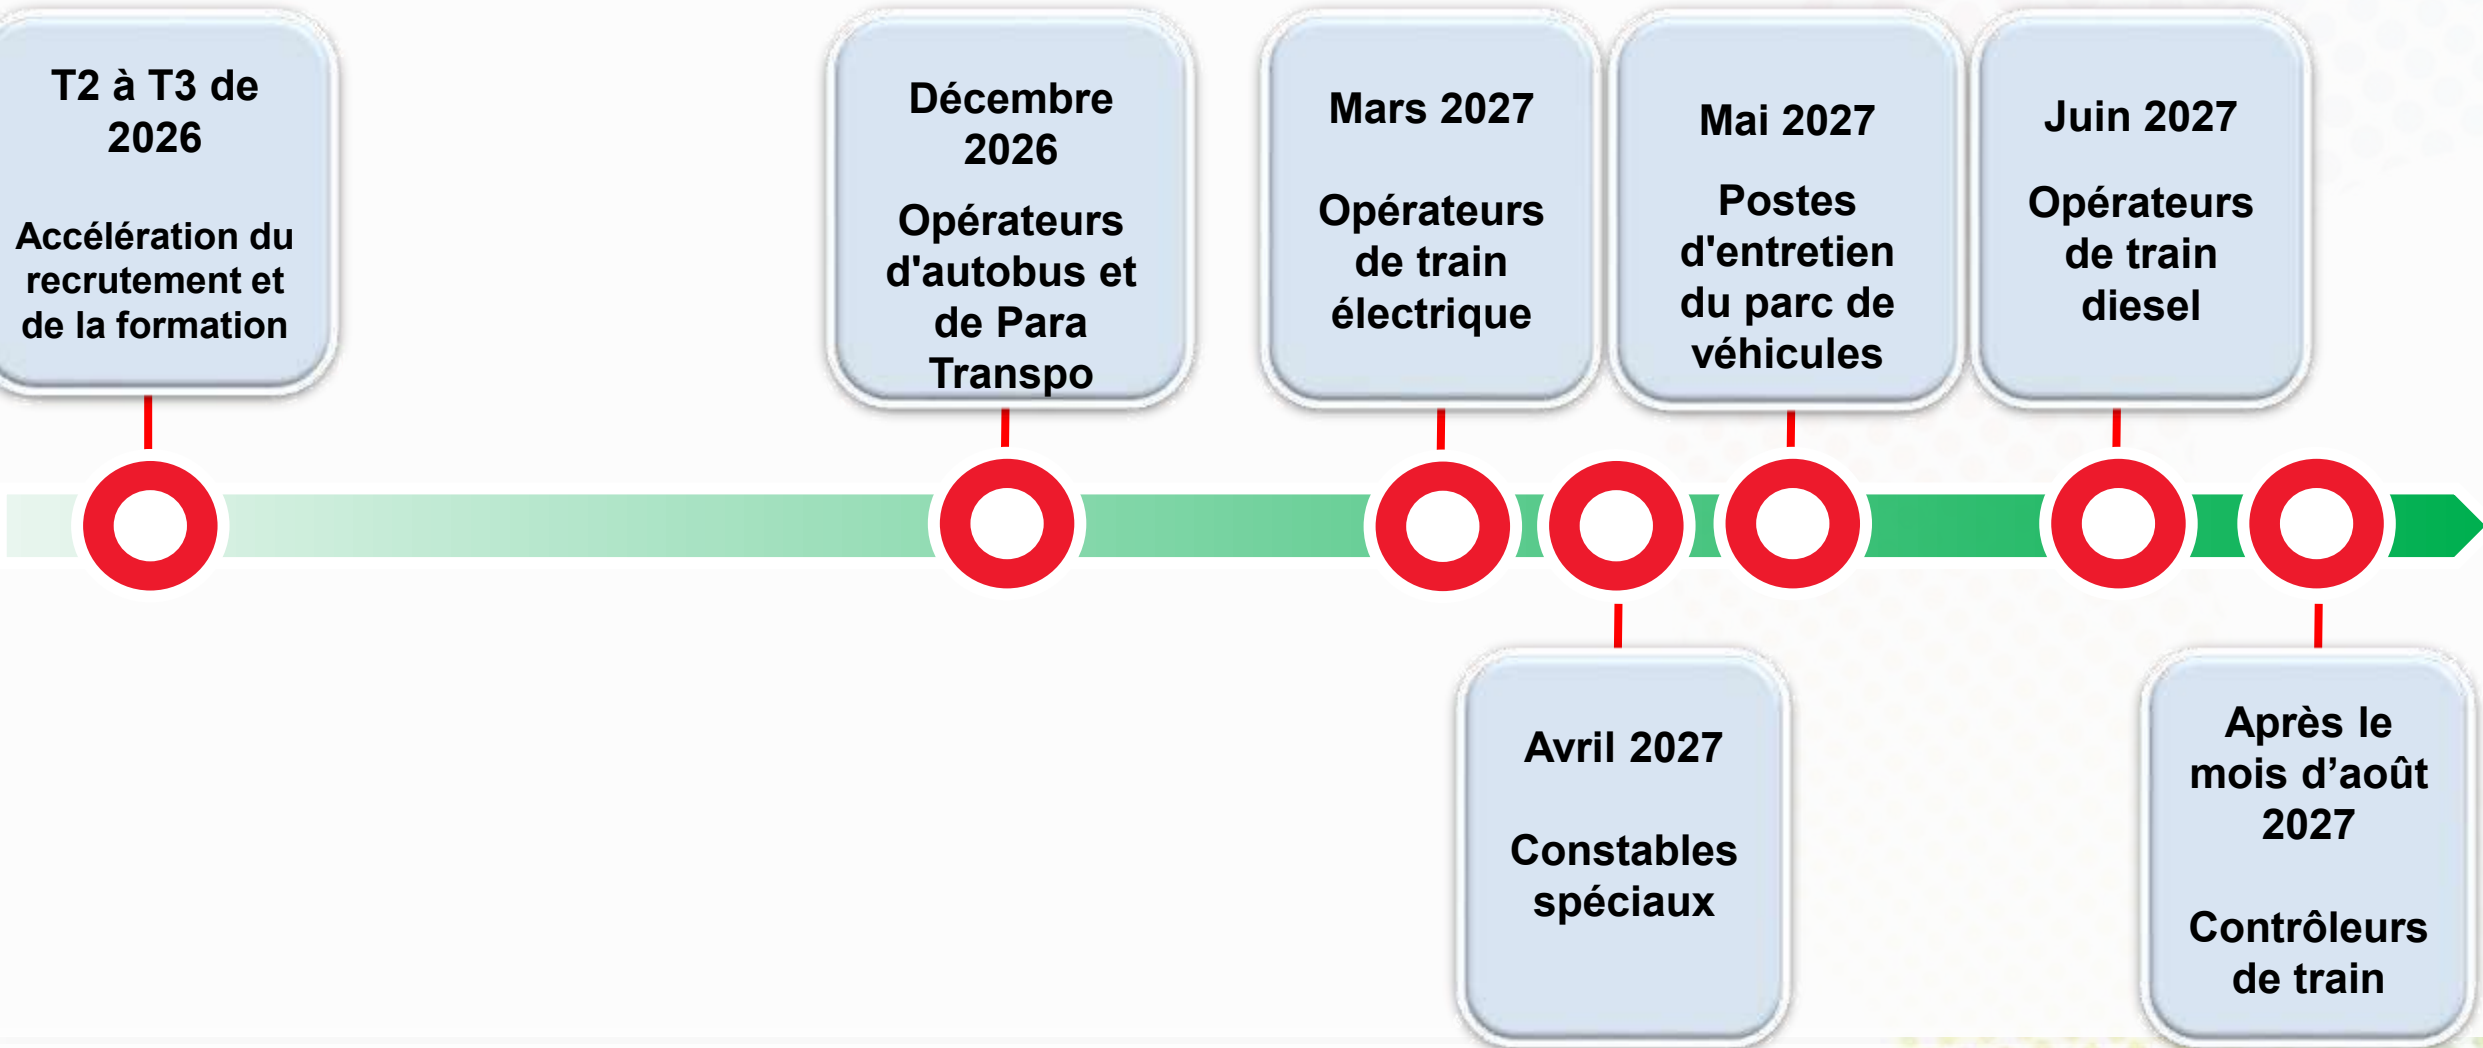 T2 à T3 de
2026
Accélération du
recrutement et
de la formation
Décembre
2026
Opérateurs
d'autobus et
de Para
Transpo
Mars 2027
Opérateurs
de train
électrique
Avril 2027
Constables
spéciaux
Mai 2027
Postes
d'entretien
du parc de
véhicules
Juin 2027
Opérateurs
de train
diesel
Après le
mois d’août
2027
Contrôleurs
de train